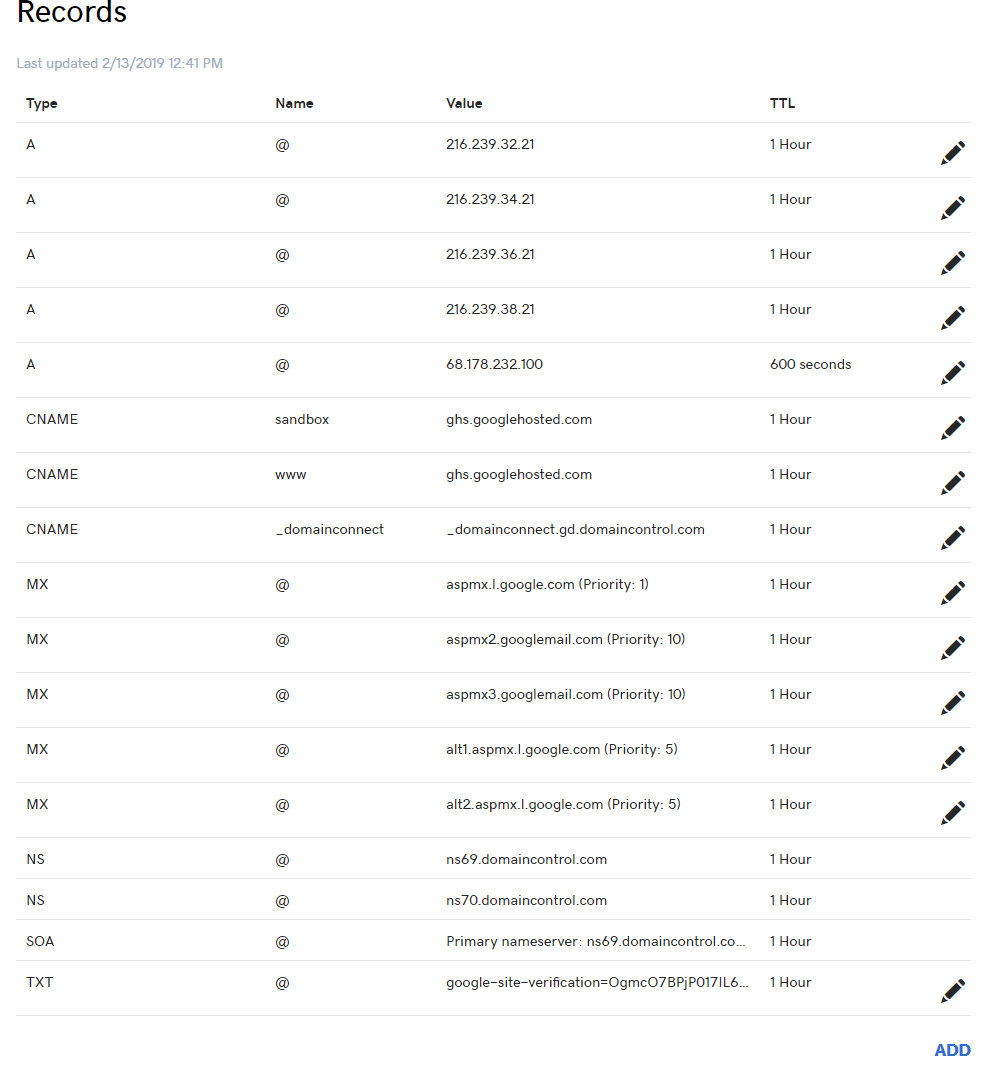 Records
Last updated 2/13/2019 12:41 PM
Type Name Value TTL
A @ 216.239.32.21 1 Hour
A @ 216.239.34.21 1 Hour
A @ 216.239.36.21 1 Hour
A @ 216.239.38.21 1 Hour
A @ 68.178.232.100 600 seconds
CNAME sandbox ghs.googlehosted.com 1 Hour
CNAME www ghs.googlehosted.com 1 Hour
CNAME _domainconnect _domainconnect.gd.domaincontrol.com 1 Hour
MX @ aspmx.l.google.com (Priority: 1) 1 Hour
MX @ aspmx2.googlemail.com (Priority: 10) 1 Hour
MX @ aspmx3.googlemail.com (Priority: 10) 1 Hour
MX @ alt1.aspmx.l.google.com (Priority: 5) 1 Hour
MX @ alt2.aspmx.l.google.com (Priority: 5) 1 Hour
NS @ ns69.domaincontrol.com 1 Hour
NS @ ns70.domaincontrol.com 1 Hour
SOA @ Primary nameserver: ns69.domaincontrol.co... 1 Hour
TXT @ google-site-verification=OgmcO7BPjP017IL6... 1 Hour
ADD